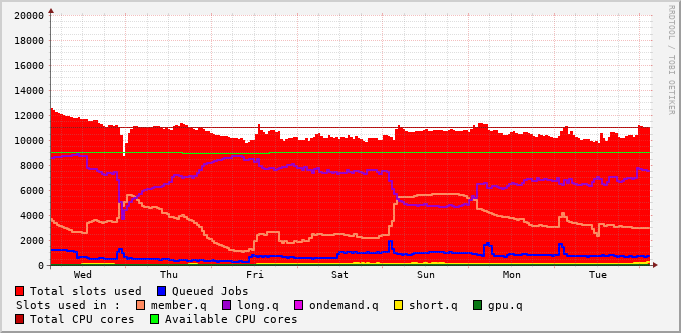 RRDTOOL / TOBI OETIKER
20000
18000
16000
14000
12000
10000
8000
6000
4000
2000
0
Wed Thu Fri Sat Sun Mon Tue
Total slots used Queued Jobs
Slots used in : member.q long.q ondemand.q short.q gpu.q
Total CPU cores Available CPU cores